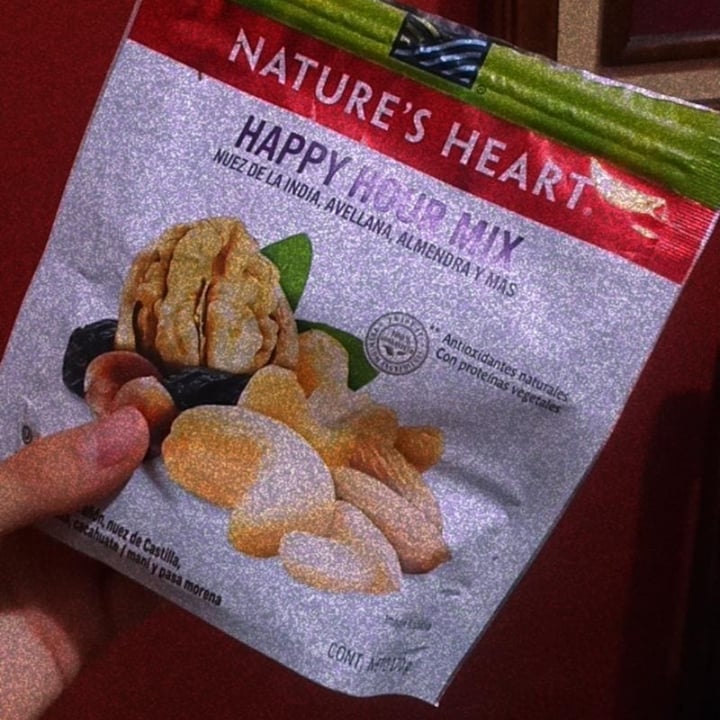 NATURE'S HEART
HAPPY HOUR MIX
NUEZ DE LA INDIA, AVELLANA, ALMENDRA Y MAS
** Antioxidantes naturales
Con proteínas vegetales
nuez de Castilla,
cacahuate / maní y pasa morena
CONT.